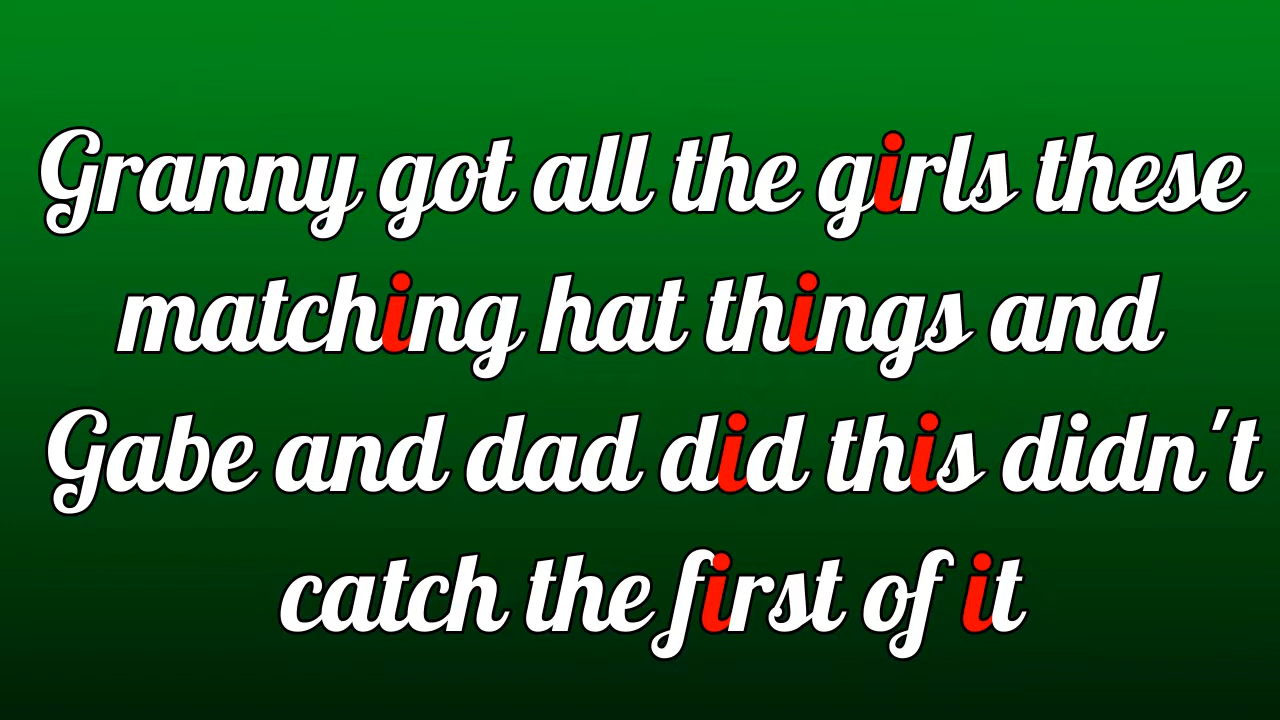 Granny got all the girls these
matching hat things and
Gabe and dad did this didn't
catch the first of it